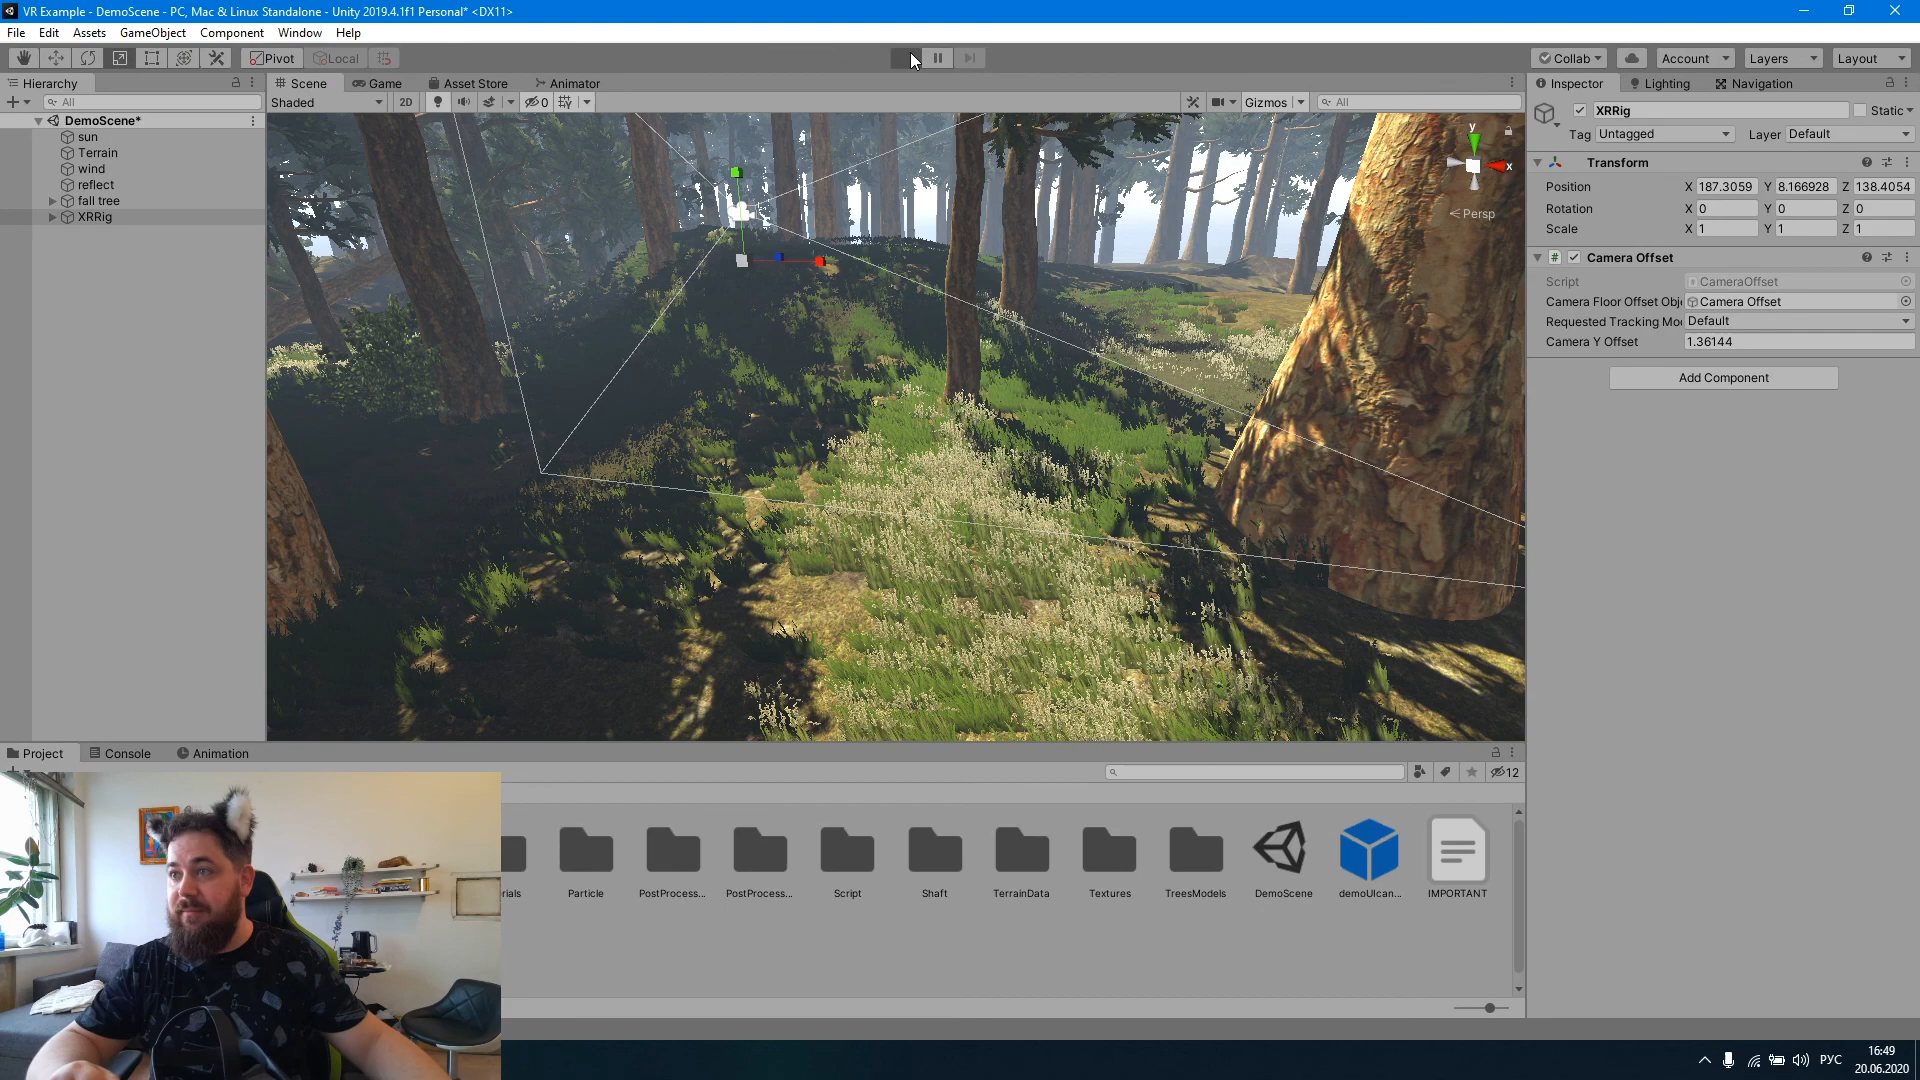 VR Example - DemoScene - PC, Mac & Linux Standalone - Unity 2019.4.1f1 Personal* <DX11>
File Edit Assets GameObject Component Window Help
Pivot Local Collab Account Layers Layout
Hierarchy
All
DemoScene*
sun
Terrain
wind
reflect
fall tree
XRRig
Scene Game Asset Store Animator
Shaded 2D 0 Gizmos All
y
x
Persp
Inspector Lighting Navigation
XRRig Static
Tag Untagged Layer Default
Transform
Position X 187.3059 Y 8.166928 Z 138.4054
Rotation X 0 Y 0 Z 0
Scale X 1 Y 1 Z 1
Camera Offset
Script CameraOffset
Camera Floor Offset Obj Camera Offset
Requested Tracking Mo Default
Camera Y Offset 1.36144
Add Component
Project Console Animation
12
rials Particle PostProcess... PostProcess... Script Shaft TerrainData Textures TreesModels DemoScene demoUIcan... IMPORTANT
РУС
16:49
20.06.2020